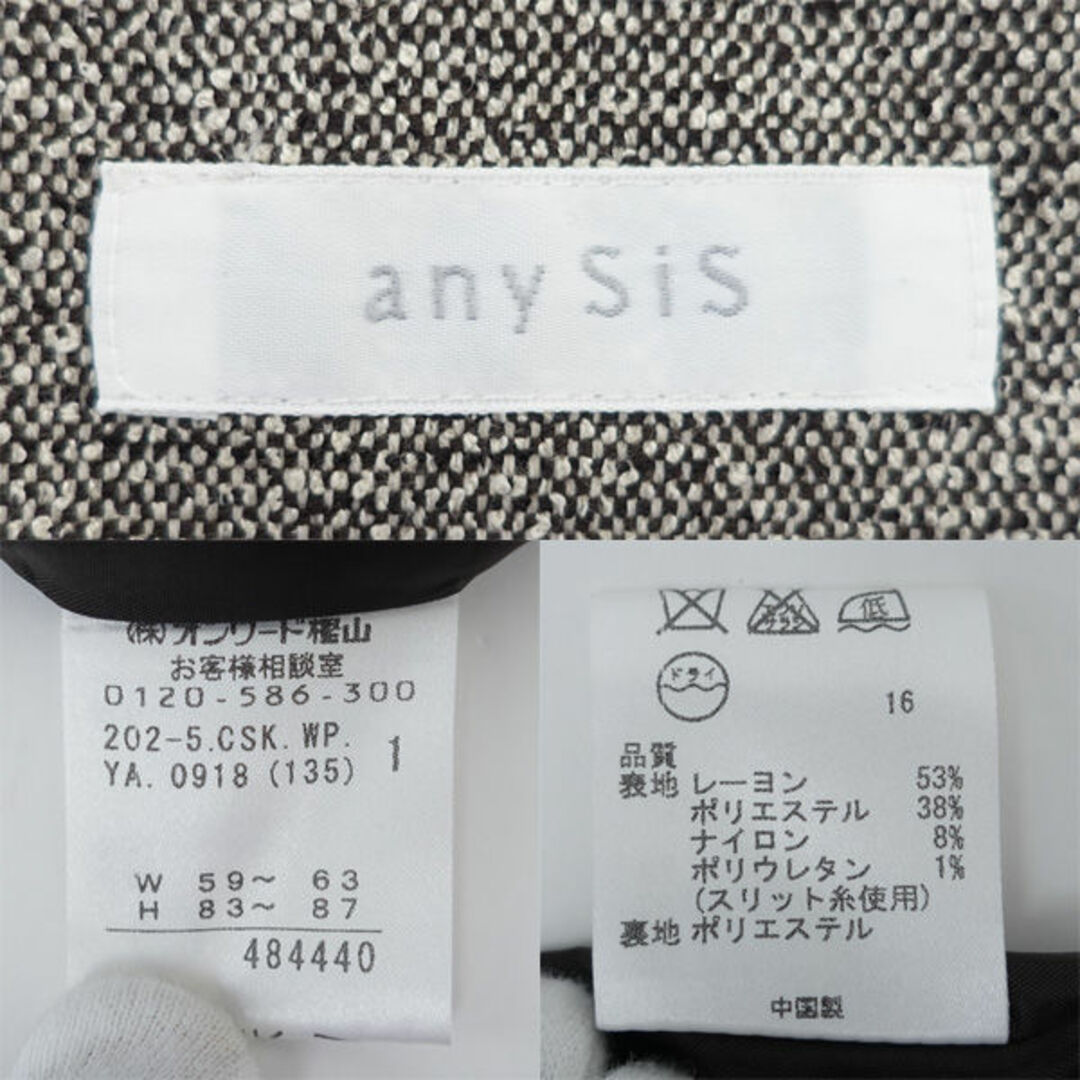 any SiS
(株)オンワード樫山
お客様相談室
0120-586-300
202-5.CSK.WP.
YA.0918 (135) 1
W 59～ 63
H 83～ 87
484440
低
ドライ
16
品質
表地 レーヨン 53%
ポリエステル 38%
ナイロン 8%
ポリウレタン 1%
(スリット糸使用)
裏地 ポリエステル
中国製